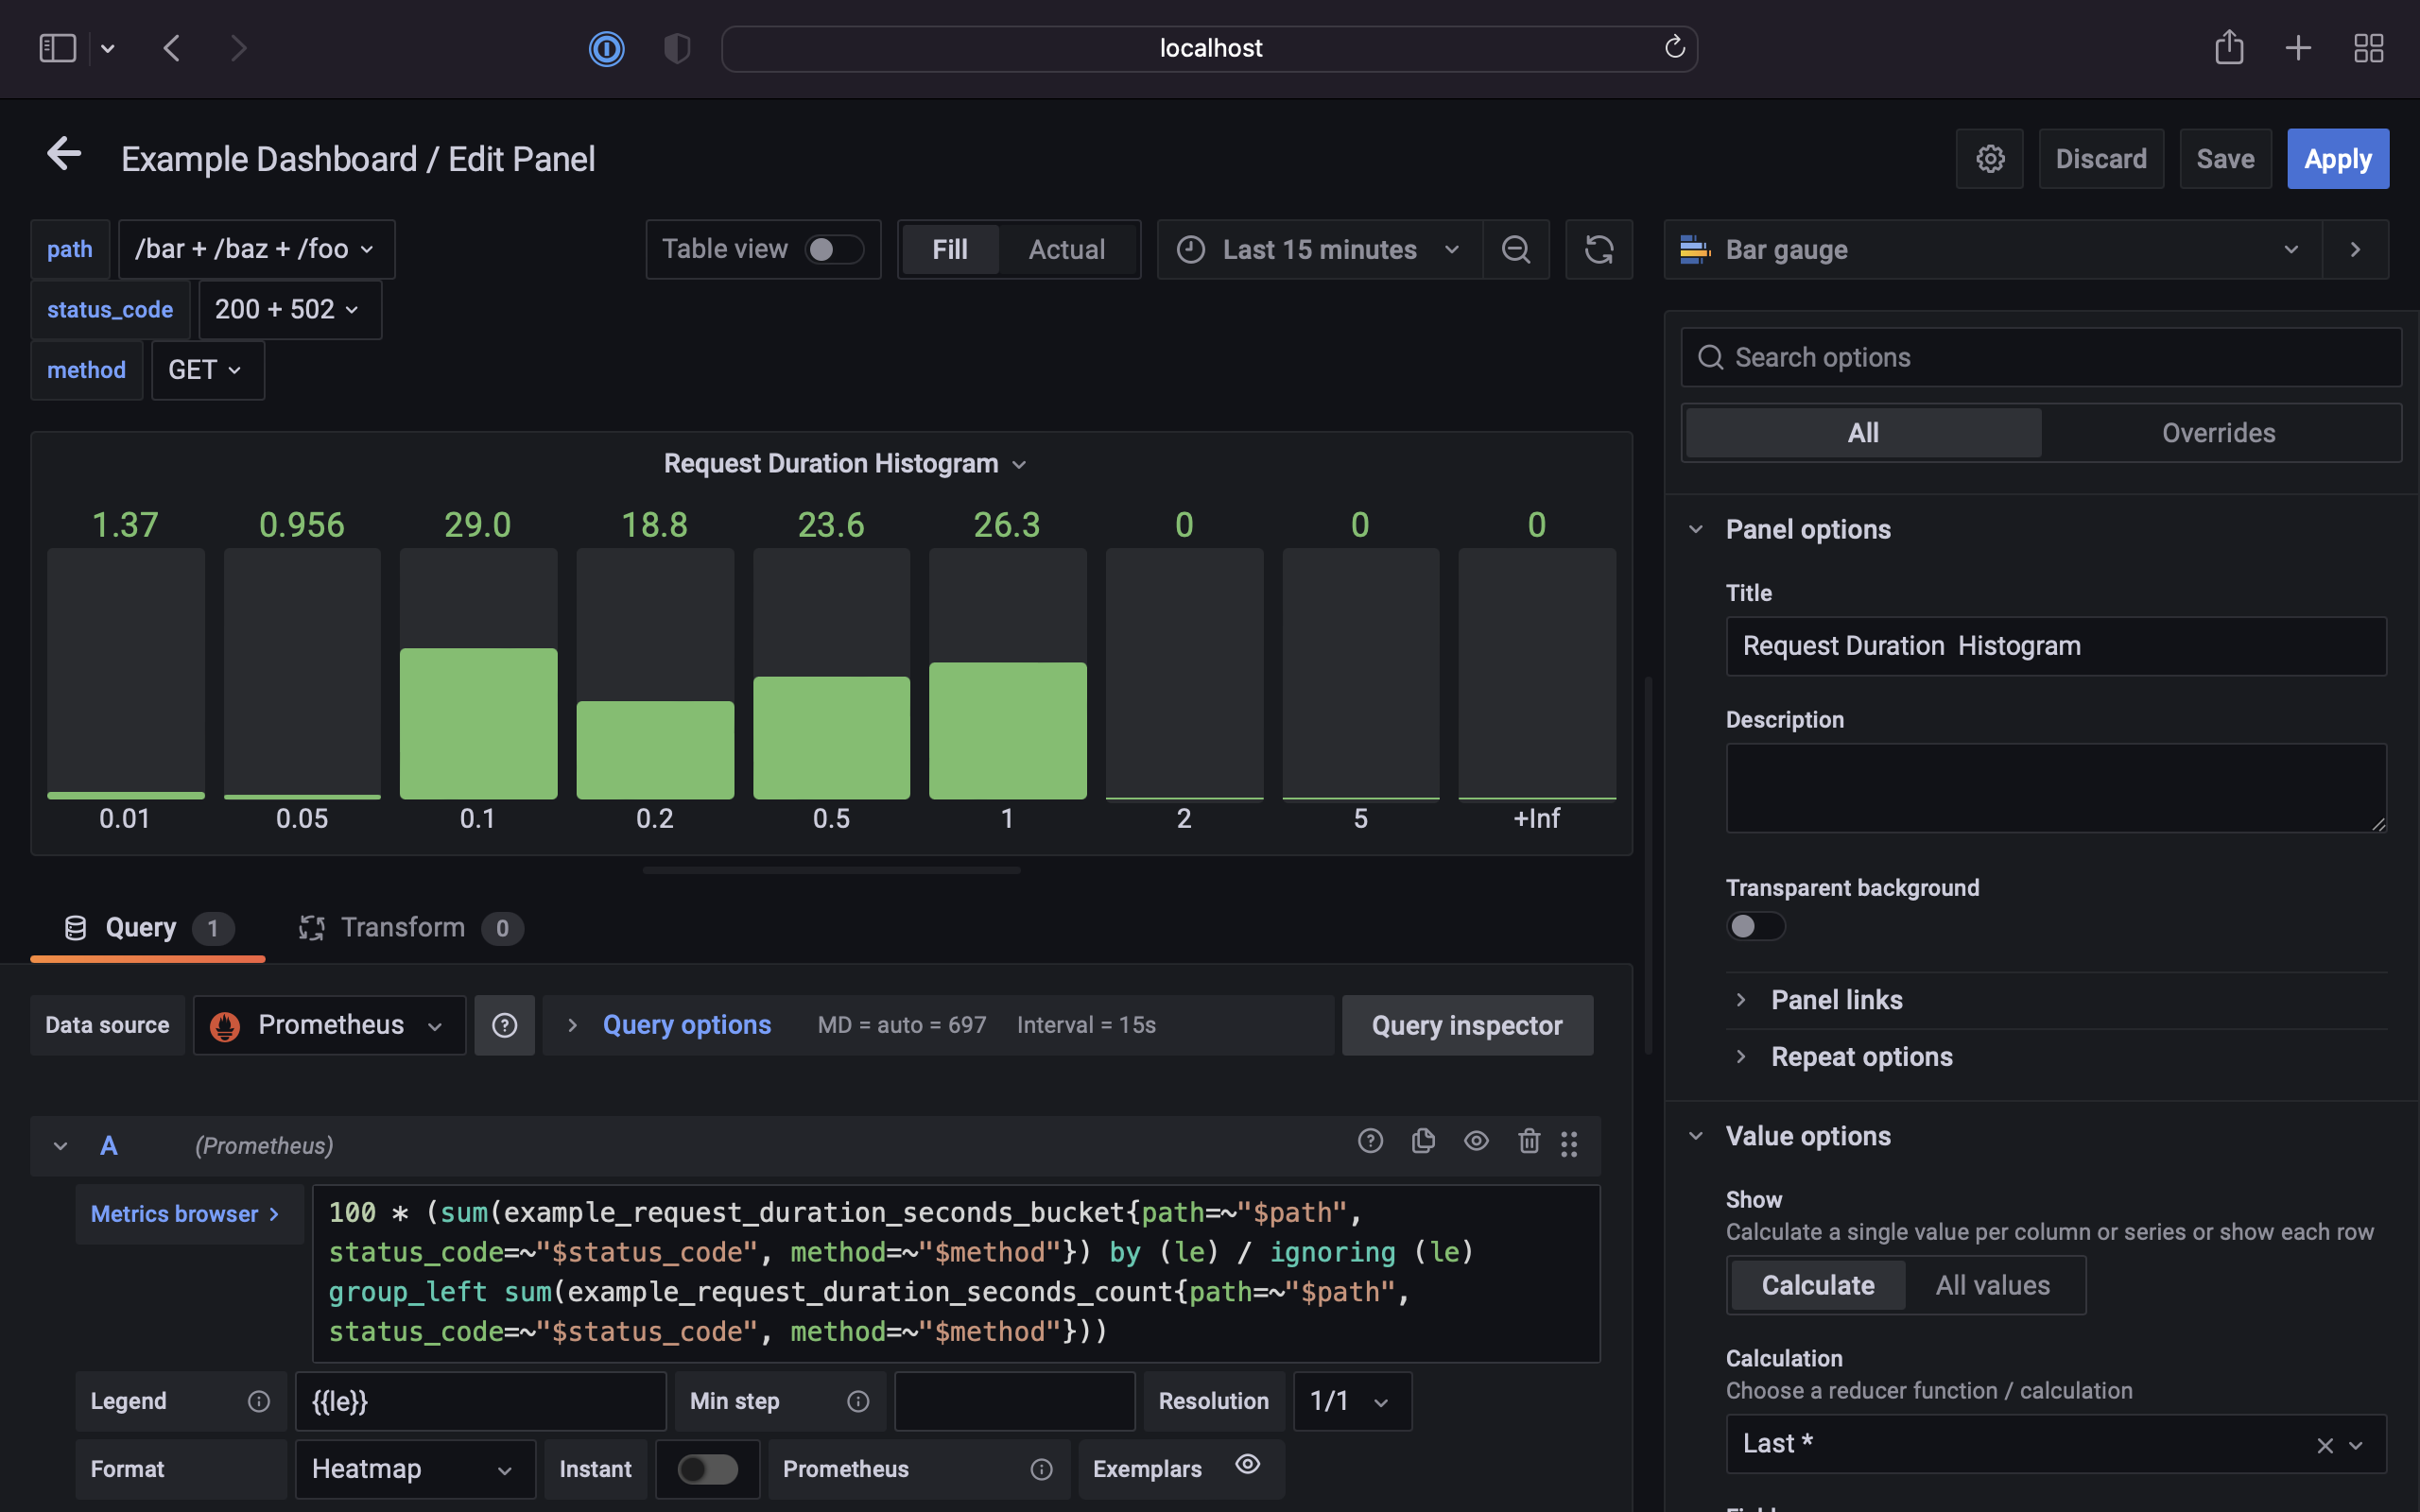 localhost
Example Dashboard / Edit Panel
Discard
Save
Apply
path
/bar + /baz + /foo
Table view
Fill
Actual
Last 15 minutes
Bar gauge
status_code
200 + 502
method
GET
Search options
All
Overrides
Request Duration Histogram
1.37
0.956
29.0
18.8
23.6
26.3
0
0
0
0.01
0.05
0.1
0.2
0.5
1
2
5
+Inf
Panel options
Title
Request Duration  Histogram
Description
Transparent background
Panel links
Repeat options
Query 1
Transform 0
Data source
Prometheus
Query options
MD = auto = 697
Interval = 15s
Query inspector
A
(Prometheus)
Metrics browser >
100 * (sum(example_request_duration_seconds_bucket{path=~"$path",
status_code=~"$status_code", method=~"$method"}) by (le) / ignoring (le)
group_left sum(example_request_duration_seconds_count{path=~"$path",
status_code=~"$status_code", method=~"$method"}))
Legend
{{le}}
Min step
Resolution
1/1
Format
Heatmap
Instant
Prometheus
Exemplars
Value options
Show
Calculate a single value per column or series or show each row
Calculate
All values
Calculation
Choose a reducer function / calculation
Last *